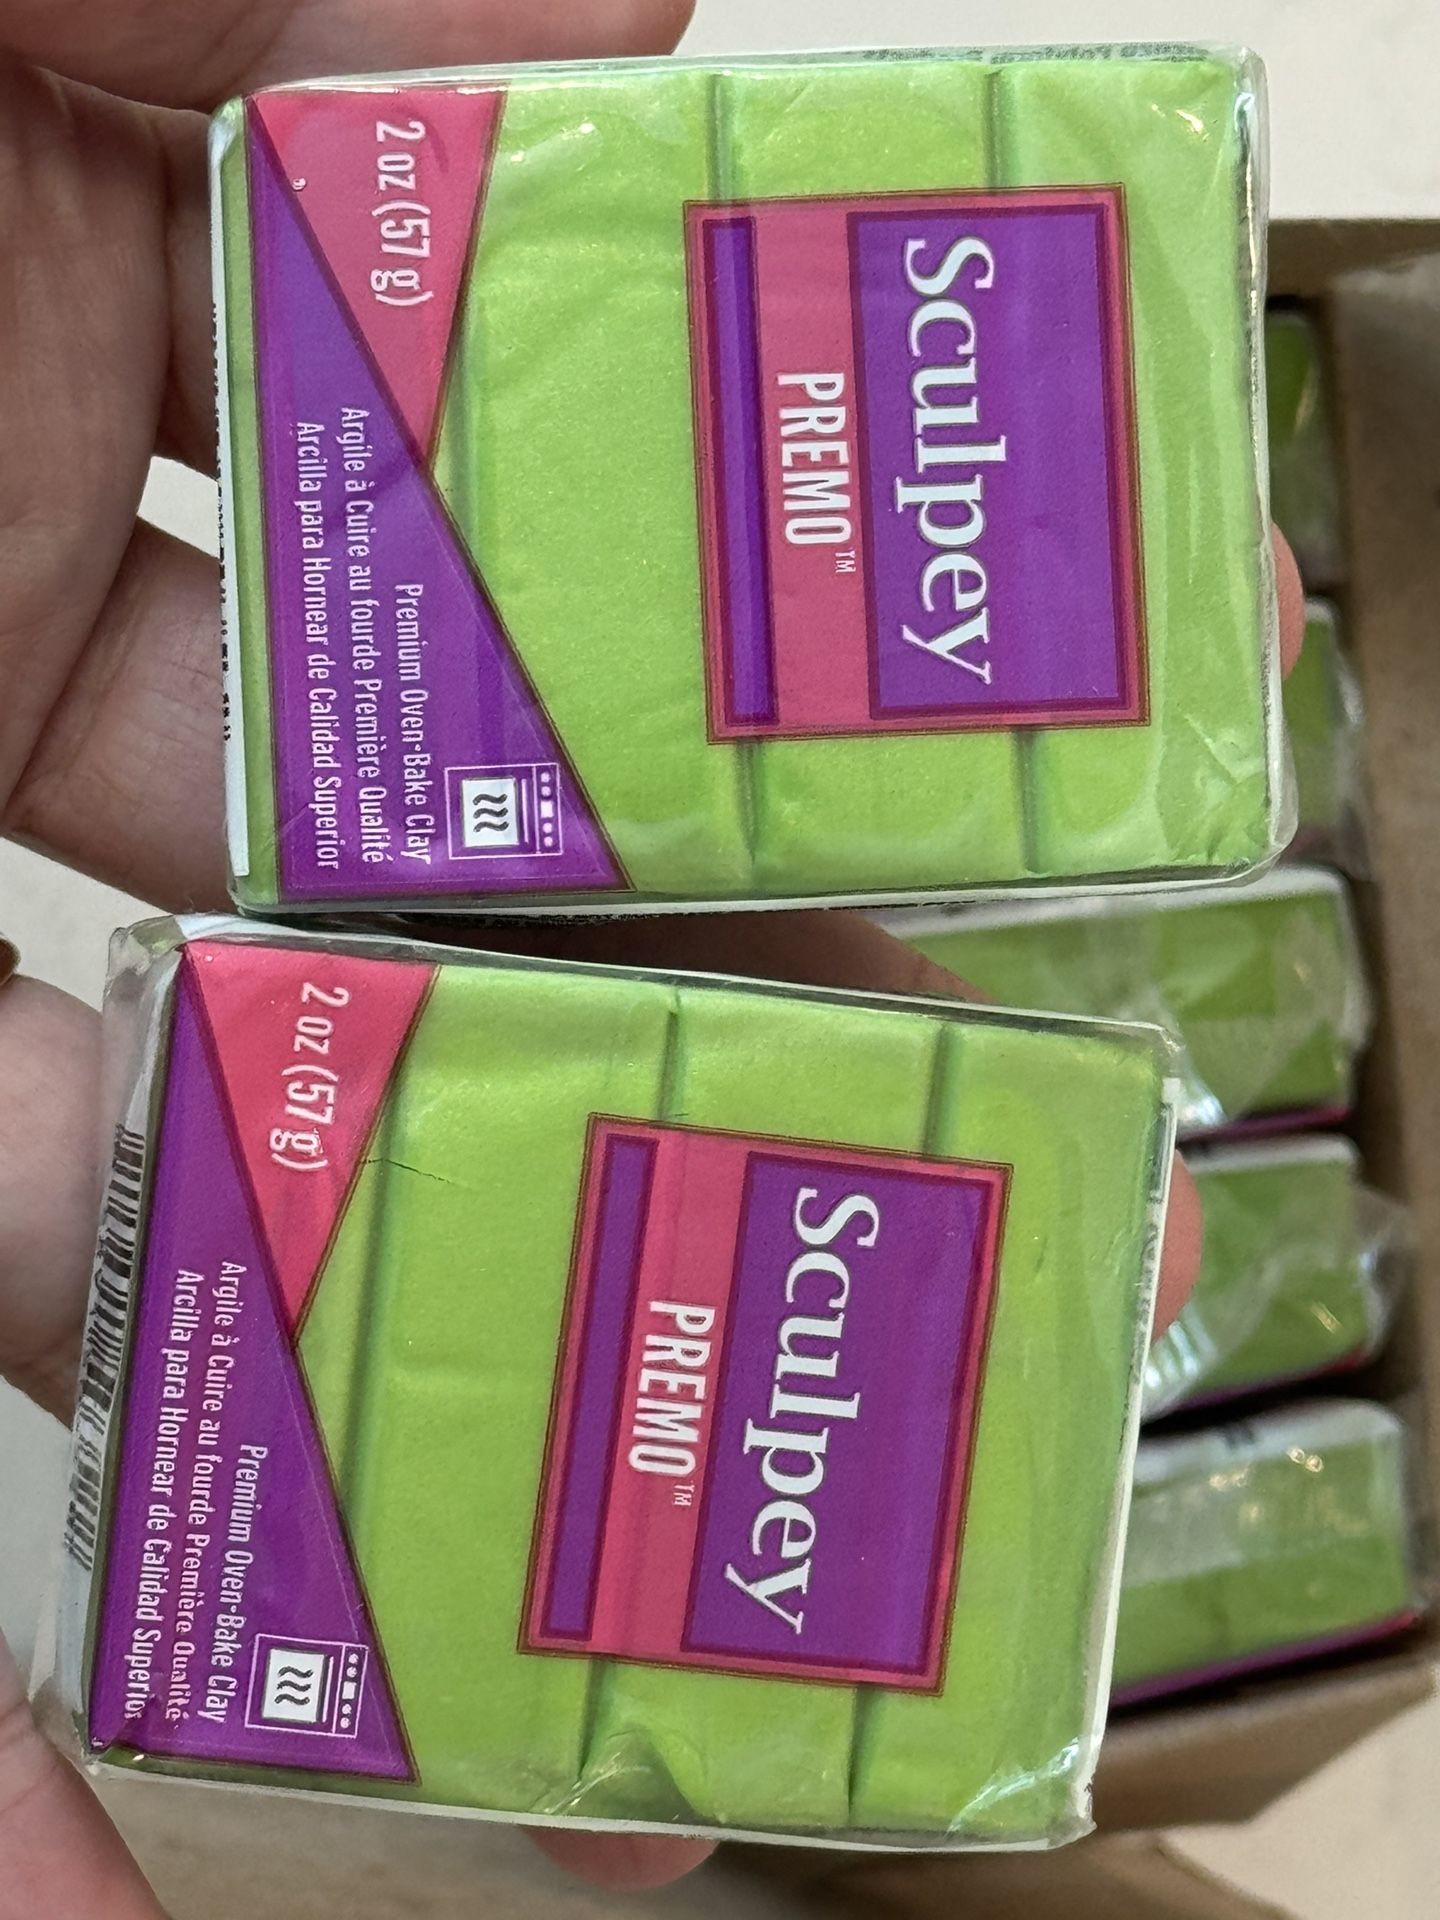 Sculpey
PREMO™
2 oz (57 g)
Premium Oven-Bake Clay
Argile à Cuire au fourde Première Qualité
Arcilla para Hornear de Calidad Superior
Sculpey
PREMO™
2 oz (57 g)
Premium Oven-Bake Clay
Argile à Cuire au fourde Première Qualité
Arcilla para Hornear de Calidad Superior